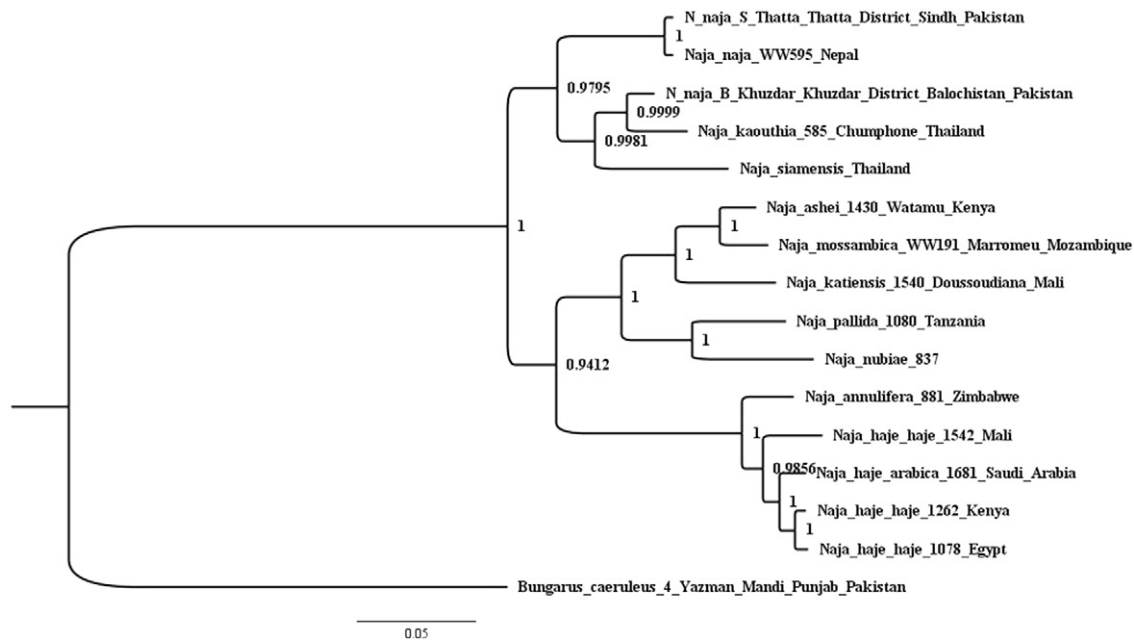 N_naja_S_Thatta_Thatta_District_Sindh_Pakistan
1
Naja_naja_WW595_Nepal
0.9795
N_naja_B_Khuzdar_Khuzdar_District_Balochistan_Pakistan
0.9999
Naja_kaouthia_585_Chumphone_Thailand
0.9981
Naja_siamensis_Thailand
Naja_ashei_1430_Watamu_Kenya
1
1
Naja_mossambica_WW191_Marromeu_Mozambique
1
Naja_katiensis_1540_Doussoudiana_Mali
1
Naja_pallida_1080_Tanzania
1
Naja_nubiae_837
0.9412
Naja_annulifera_881_Zimbabwe
1
Naja_haje_haje_1542_Mali
0.9856
Naja_haje_arabica_1681_Saudi_Arabia
1
Naja_haje_haje_1262_Kenya
1
Naja_haje_haje_1078_Egypt
Bungarus_caeruleus_4_Yazman_Mandi_Punjab_Pakistan
0.05